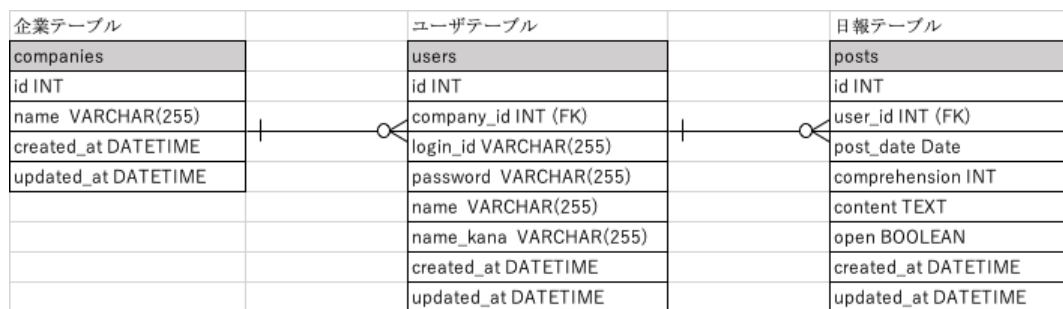 企業テーブル
companies
id INT
name VARCHAR(255)
created_at DATETIME
updated_at DATETIME
ユーザテーブル
users
id INT
company_id INT (FK)
login_id VARCHAR(255)
password VARCHAR(255)
name VARCHAR(255)
name_kana VARCHAR(255)
created_at DATETIME
updated_at DATETIME
日報テーブル
posts
id INT
user_id INT (FK)
post_date Date
comprehension INT
content TEXT
open BOOLEAN
created_at DATETIME
updated_at DATETIME